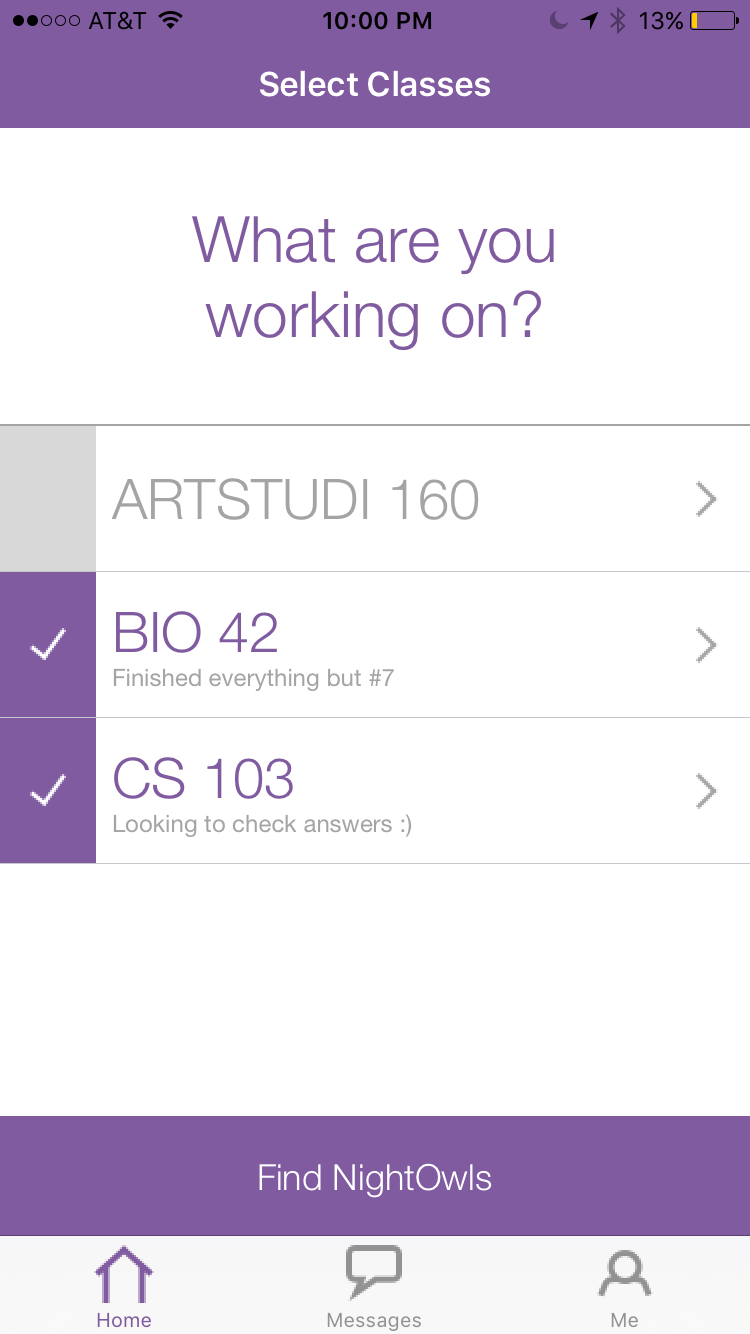 AT&T 10:00 PM 13%
Select Classes
What are you
working on?
ARTSTUDI 160
BIO 42
Finished everything but #7
CS 103
Looking to check answers :)
Find NightOwls
Home Messages Me